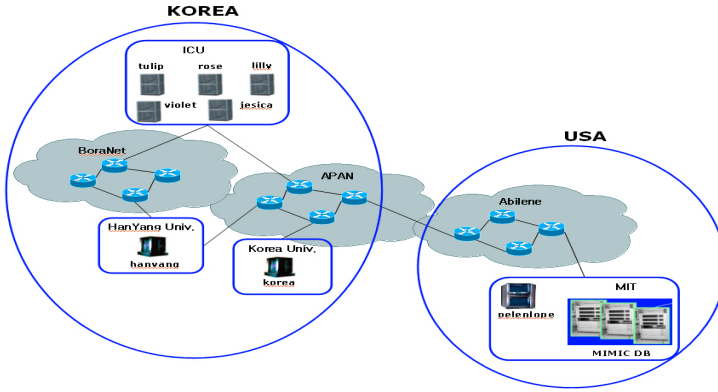 KOREA
ICU
tulip rose lilly
violet jesica
BoraNet
USA
APAN
Abilene
HanYang Univ.
hanyang
Korea Univ.
korea
MIT
pelenlope
MIMIC DB